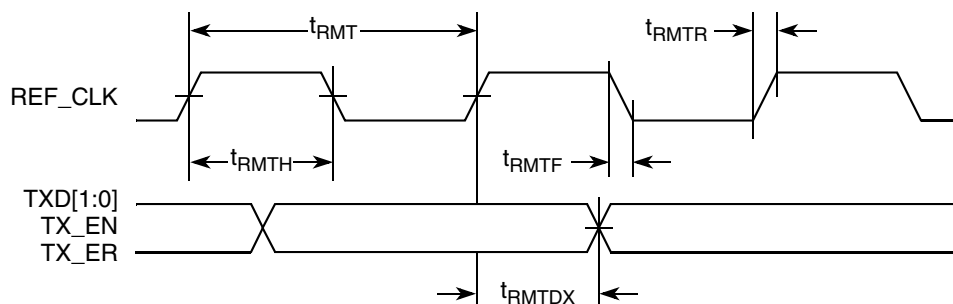 tRMT
tRMTR
REF_CLK
tRMTH
tRMTF
TXD[1:0]
TX_EN
TX_ER
tRMTDX